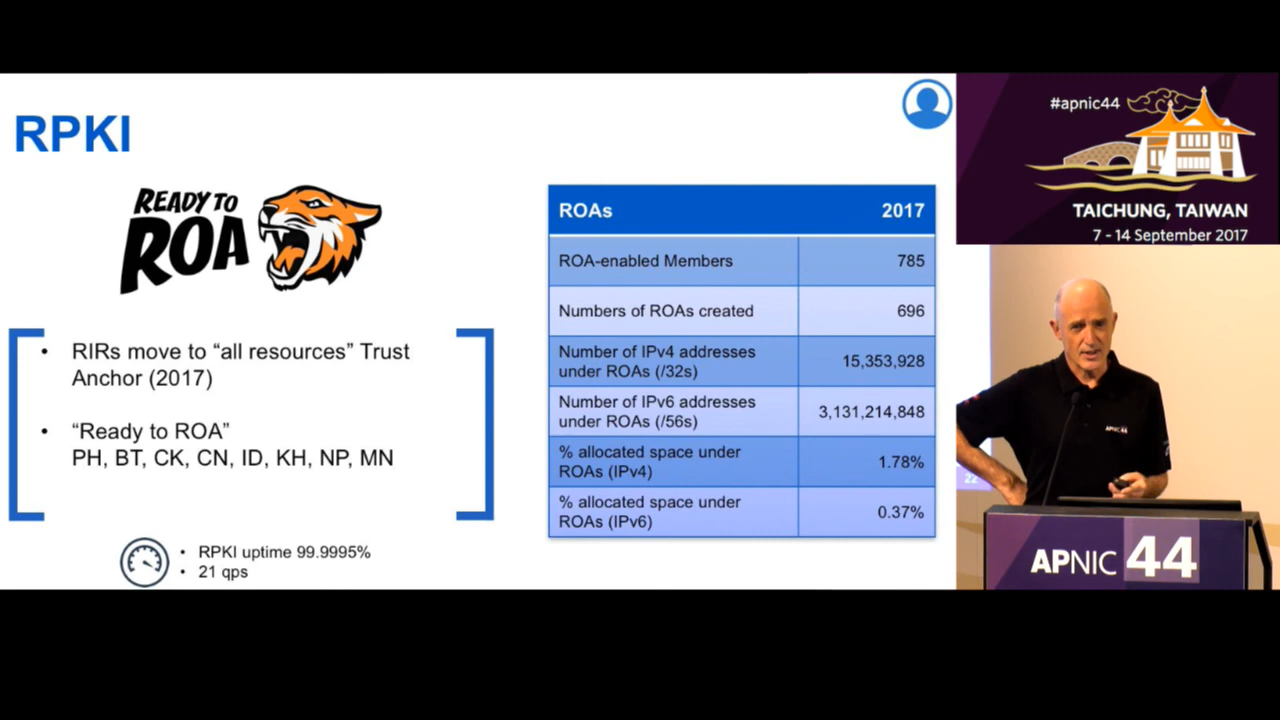 RPKI
READY TO
ROA
• RIRs move to “all resources” Trust
Anchor (2017)
• “Ready to ROA”
PH, BT, CK, CN, ID, KH, NP, MN
• RPKI uptime 99.9995%
• 21 qps
ROAs 2017
ROA-enabled Members 785
Numbers of ROAs created 696
Number of IPv4 addresses
under ROAs (/32s) 15,353,928
Number of IPv6 addresses
under ROAs (/56s) 3,131,214,848
% allocated space under
ROAs (IPv4) 1.78%
% allocated space under
ROAs (IPv6) 0.37%
#apnic44
TAICHUNG, TAIWAN
7 - 14 September 2017
22
APNIC 44
APNIC 44